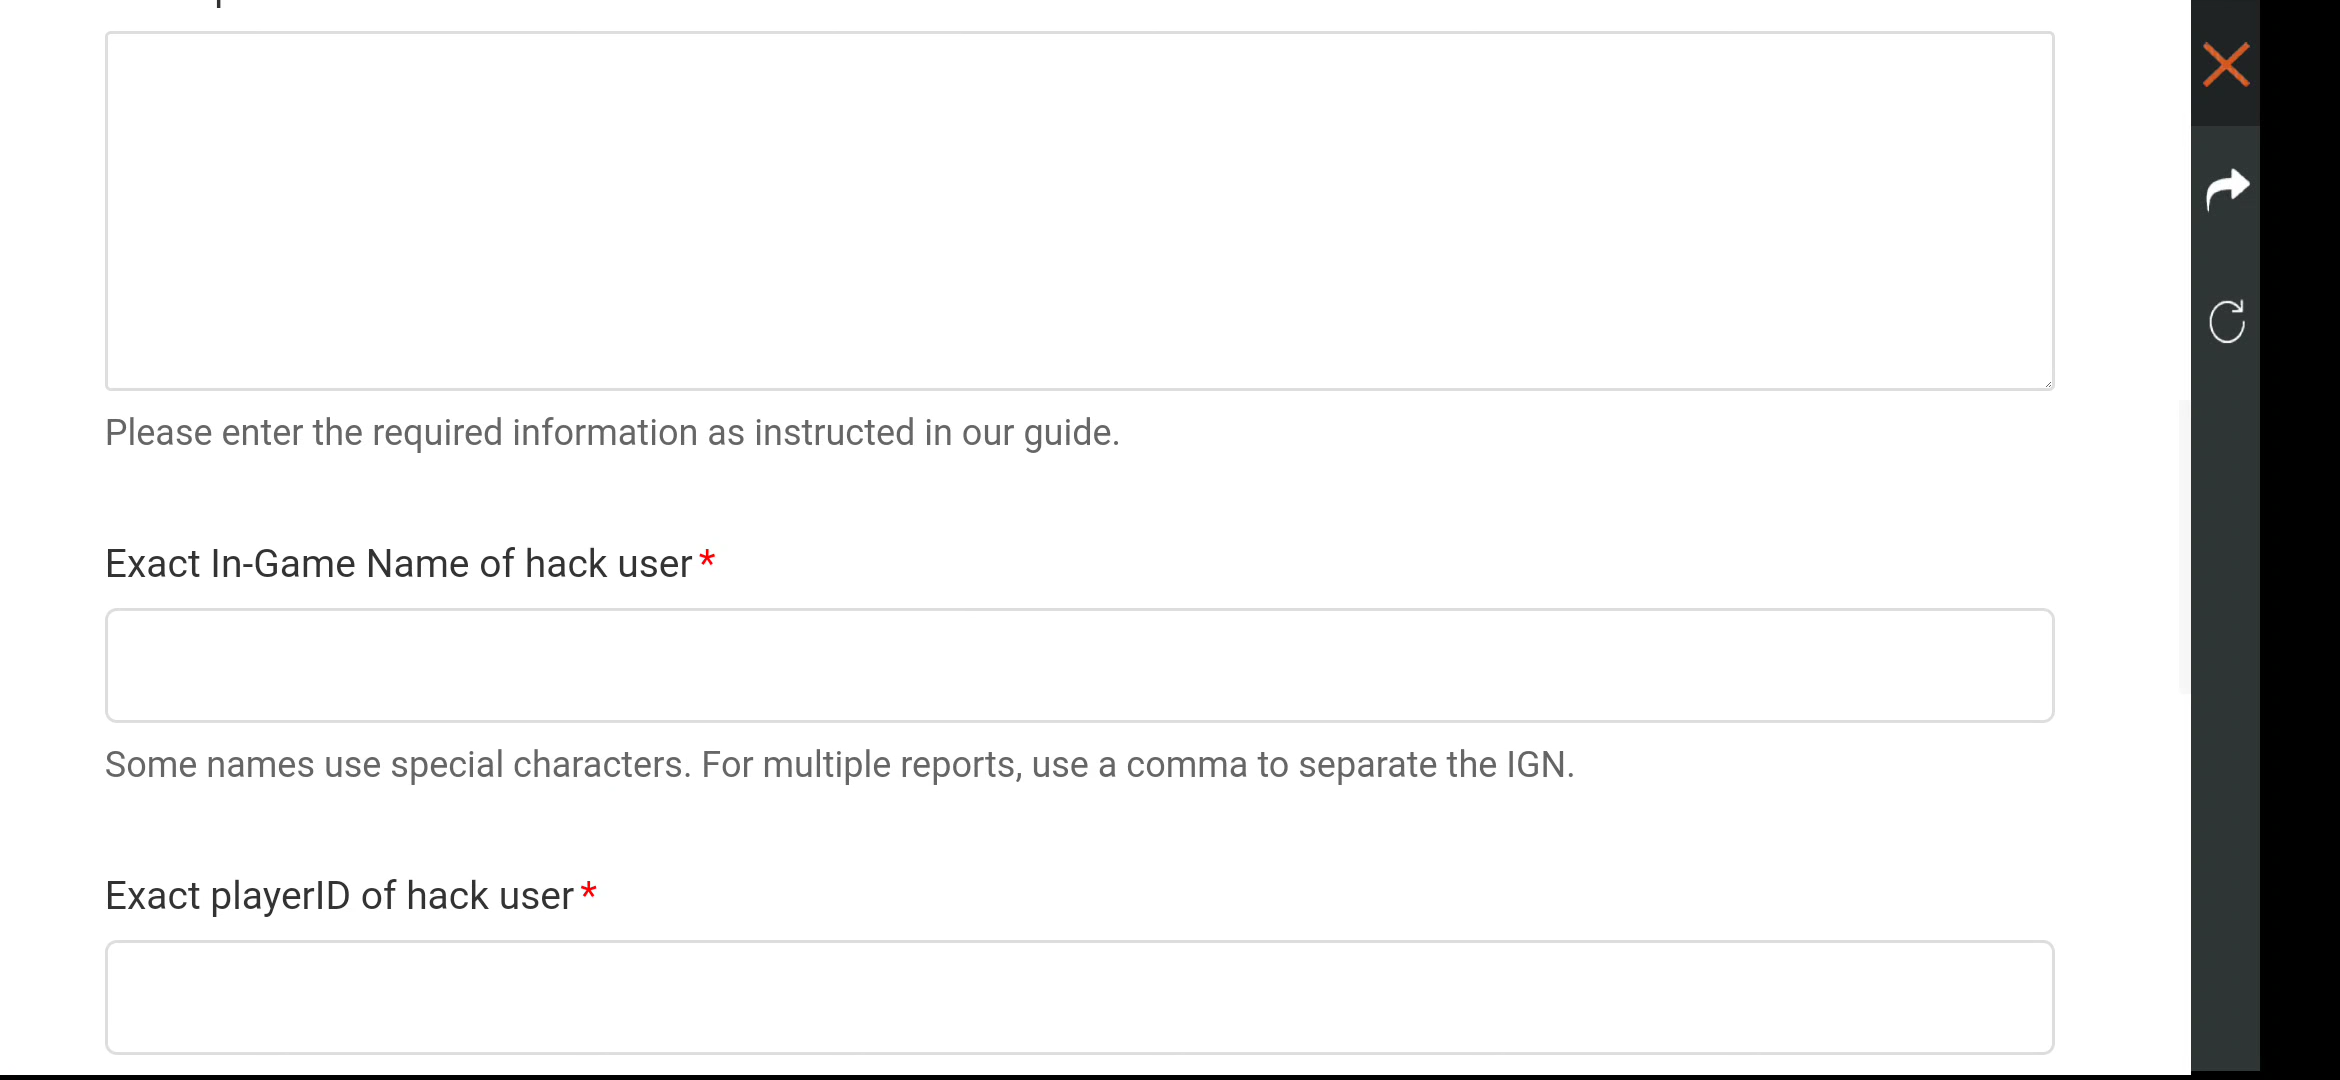 Please enter the required information as instructed in our guide.
Exact In-Game Name of hack user *
Some names use special characters. For multiple reports, use a comma to separate the IGN.
Exact playerID of hack user *